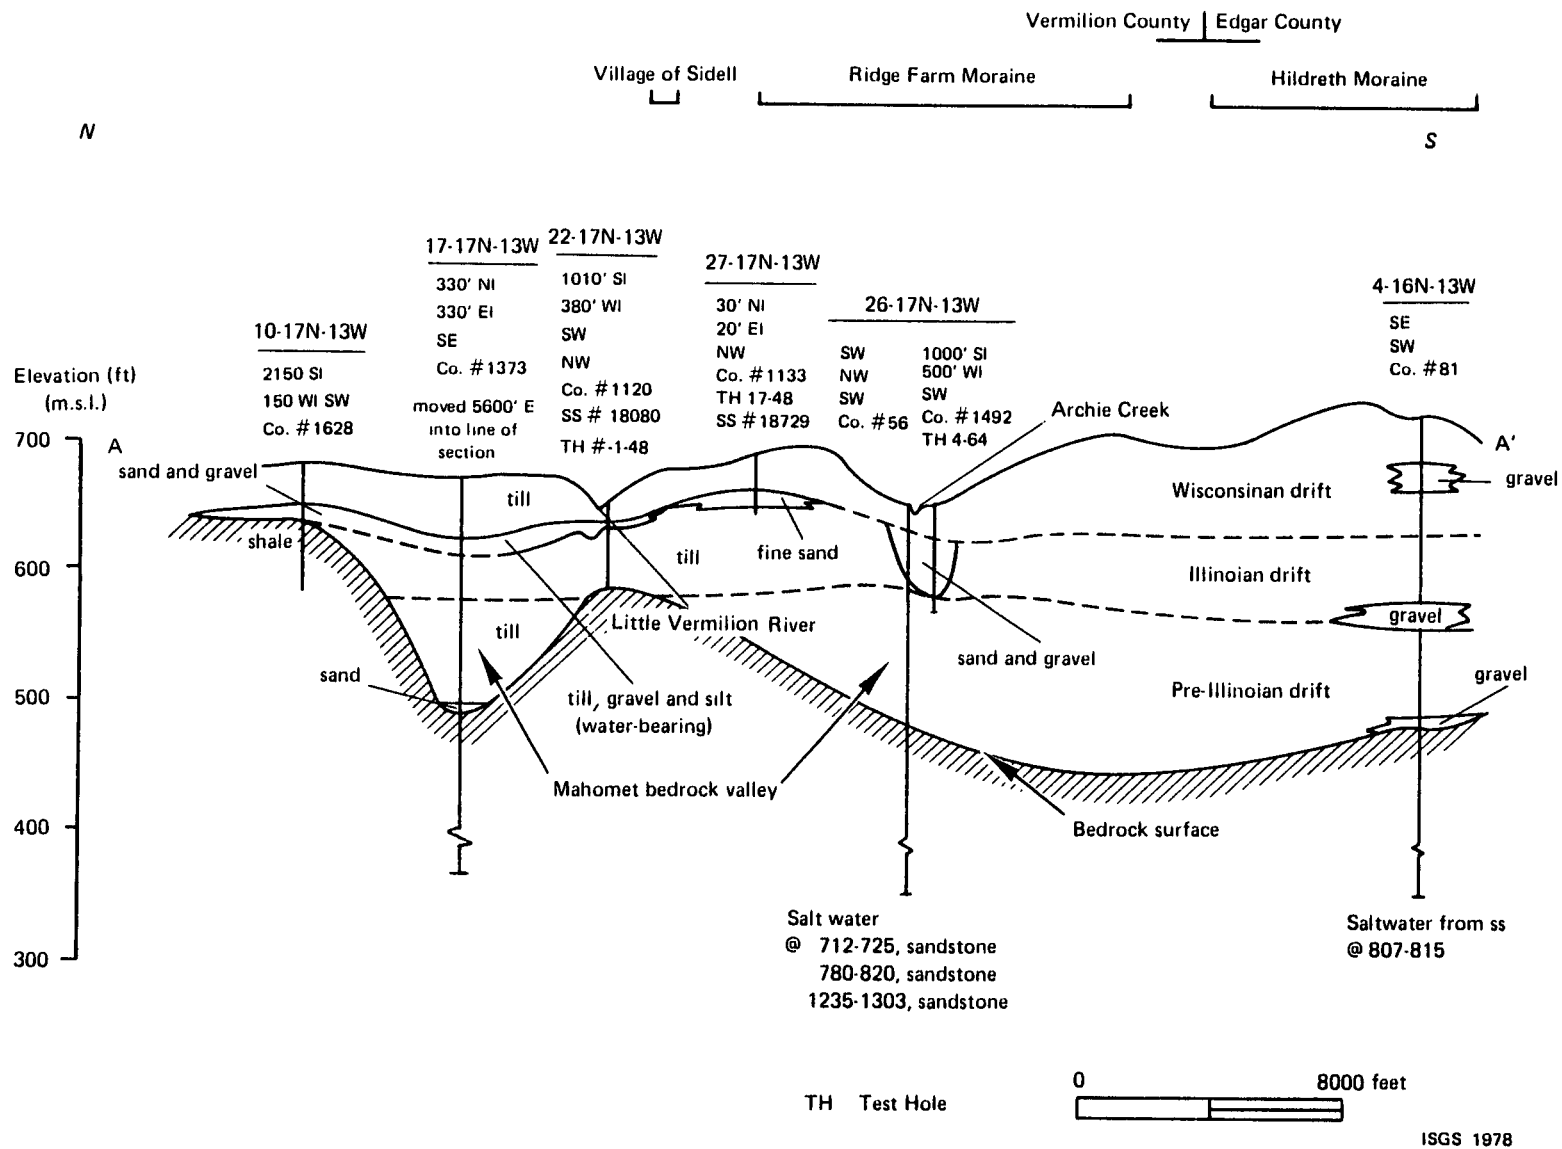 Vermilion County Edgar County
Village of Sidell Ridge Farm Moraine Hildreth Moraine
N
S
17-17N-13W
330′ Nl
330′ El
SE
Co. #1373
moved 5600′ E
into line of
section
22-17N-13W
1010′ Sl
380′ Wl
SW
NW
Co. #1120
SS # 18080
TH #-1-48
27-17N-13W
30′ Nl
20′ El
NW
Co. #1133
TH 17-48
SS #18729
26-17N-13W
SW
NW
SW
Co. #56
1000′ Sl
500′ Wl
SW
Co. #1492
TH 4-64
4-16N-13W
SE
SW
Co. #81
10-17N-13W
2150 Sl
150 Wl SW
Co. #1628
Elevation (ft)
(m.s.l.)
700
600
500
400
300
A
A′
Archie Creek
sand and gravel
till
Wisconsinan drift
gravel
shale
till
fine sand
Illinoian drift
till
Little Vermilion River
gravel
sand and gravel
sand
till, gravel and silt
(water-bearing)
Pre-Illinoian drift
gravel
Mahomet bedrock valley
Bedrock surface
Salt water
@ 712-725, sandstone
780-820, sandstone
1235-1303, sandstone
Saltwater from ss
@ 807-815
0 8000 feet
TH Test Hole
ISGS 1978